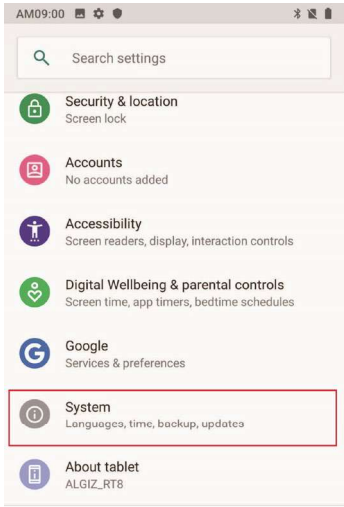 AM09:00
Search settings
Security & location
Screen lock
Accounts
No accounts added
Accessibility
Screen readers, display, interaction controls
Digital Wellbeing & parental controls
Screen time, app timers, bedtime schedules
Google
Services & preferences
System
Languages, time, backup, updates
About tablet
ALGIZ_RT8